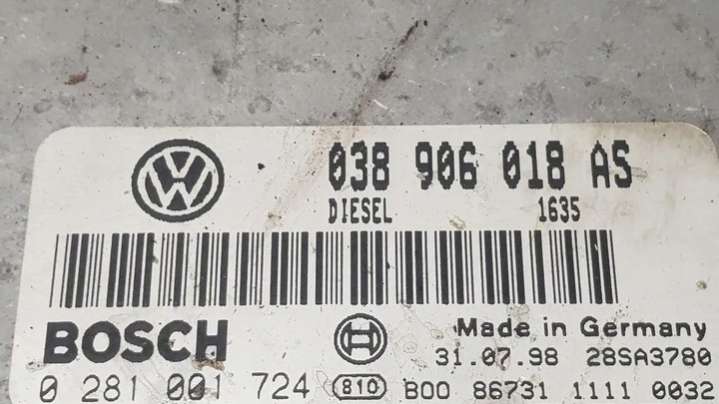 038 906 018 AS
DIESEL 1635
BOSCH
Made in Germany
31.07.98 28SA3780
0 281 001 724 810 B00 86731 1111 0032